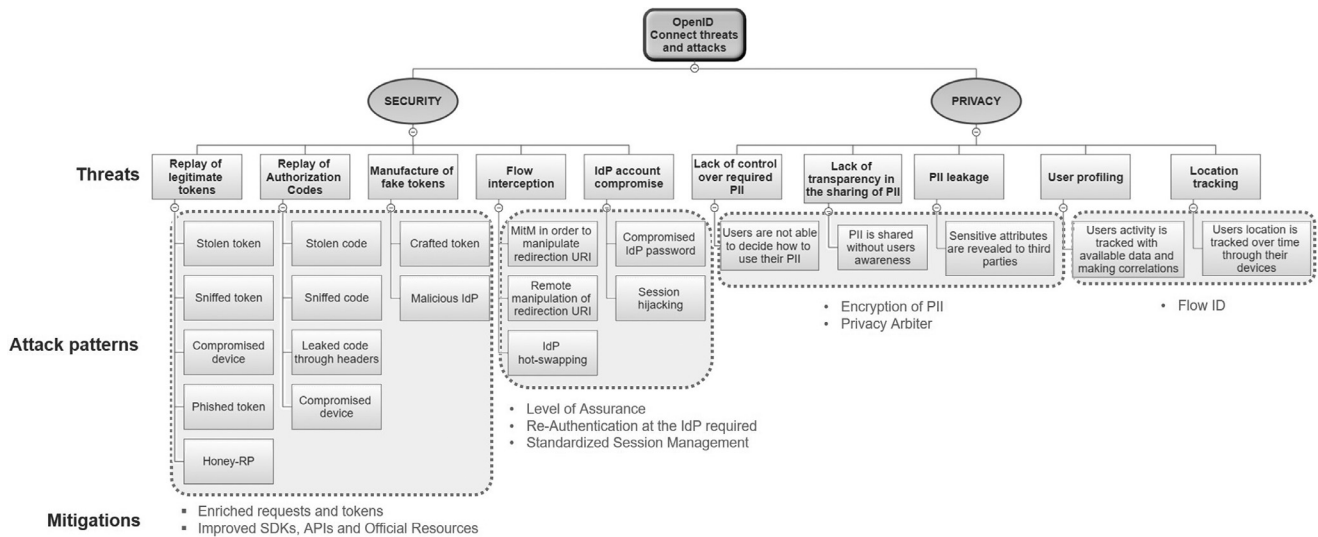 OpenID
Connect threats
and attacks
SECURITY
PRIVACY
Threats
Replay of
legitimate
tokens
Replay of
Authorization
Codes
Manufacture of
fake tokens
Flow
interception
IdP account
compromise
Lack of control
over required
PII
Lack of
transparency in
the sharing of PII
PII leakage
User profiling
Location
tracking
Attack patterns
Stolen token
Sniffed token
Compromised
device
Phished token
Honey-RP
Stolen code
Sniffed code
Leaked code
through headers
Compromised
device
Crafted token
Malicious IdP
MitM in order to
manipulate
redirection URI
Remote
manipulation of
redirection URI
IdP
hot-swapping
Compromised
IdP password
Session
hijacking
Users are not able
to decide how to
use their PII
PII is shared
without users
awareness
Sensitive attributes
are revealed to third
parties
Users activity is
tracked with
available data and
making correlations
Users location is
tracked over time
through their
devices
Mitigations
▪ Enriched requests and tokens
▪ Improved SDKs, APIs and Official Resources
• Level of Assurance
• Re-Authentication at the IdP required
• Standardized Session Management
• Encryption of PII
• Privacy Arbiter
• Flow ID